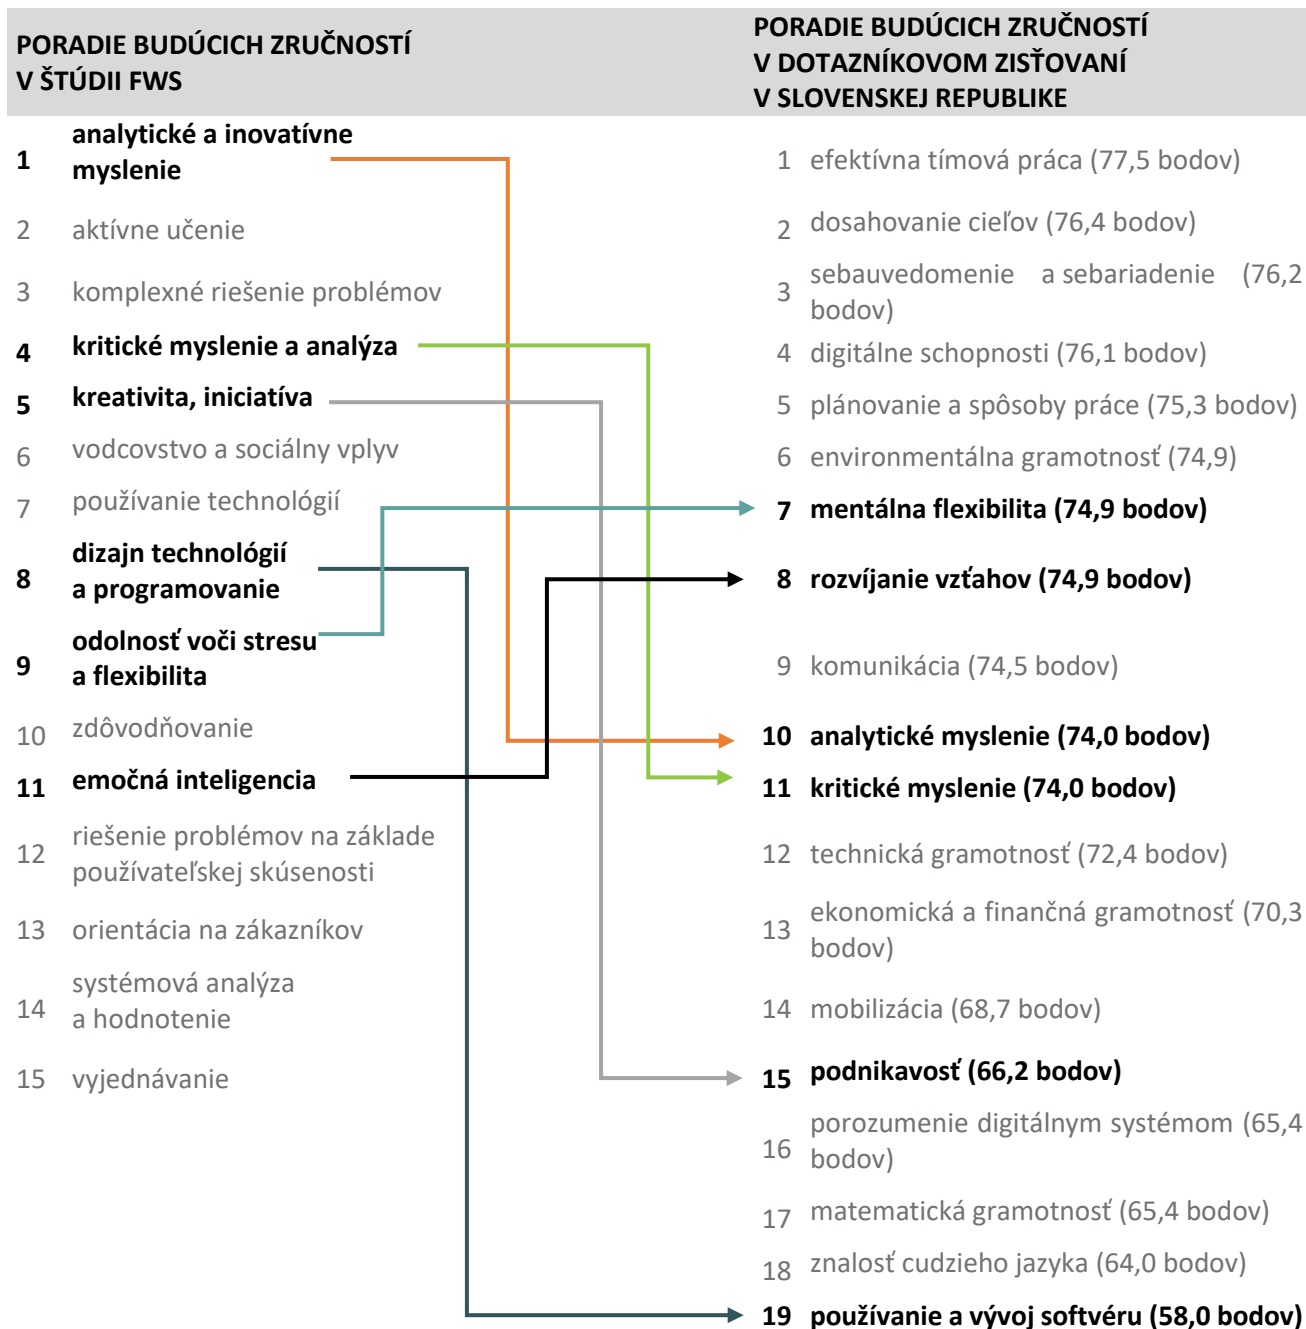 PORADIE BUDÚCICH ZRUČNOSTÍ
V ŠTÚDII FWS
1 analytické a inovatívne
myslenie
2 aktívne učenie
3 komplexné riešenie problémov
4 kritické myslenie a analýza
5 kreativita, iniciatíva
6 vodcovstvo a sociálny vplyv
7 používanie technológií
8 dizajn technológií
a programovanie
9 odolnosť voči stresu
a flexibilita
10 zdôvodňovanie
11 emočná inteligencia
12 riešenie problémov na základe
používateľskej skúsenosti
13 orientácia na zákazníkov
14 systémová analýza
a hodnotenie
15 vyjednávanie
PORADIE BUDÚCICH ZRUČNOSTÍ
V DOTAZNÍKOVOM ZISŤOVANÍ
V SLOVENSKEJ REPUBLIKE
1 efektívna tímová práca (77,5 bodov)
2 dosahovanie cieľov (76,4 bodov)
3 sebauvedomenie a sebariadenie (76,2
bodov)
4 digitálne schopnosti (76,1 bodov)
5 plánovanie a spôsoby práce (75,3 bodov)
6 environmentálna gramotnosť (74,9)
7 mentálna flexibilita (74,9 bodov)
8 rozvíjanie vzťahov (74,9 bodov)
9 komunikácia (74,5 bodov)
10 analytické myslenie (74,0 bodov)
11 kritické myslenie (74,0 bodov)
12 technická gramotnosť (72,4 bodov)
13 ekonomická a finančná gramotnosť (70,3
bodov)
14 mobilizácia (68,7 bodov)
15 podnikavosť (66,2 bodov)
16 porozumenie digitálnym systémom (65,4
bodov)
17 matematická gramotnosť (65,4 bodov)
18 znalosť cudzieho jazyka (64,0 bodov)
19 používanie a vývoj softvéru (58,0 bodov)